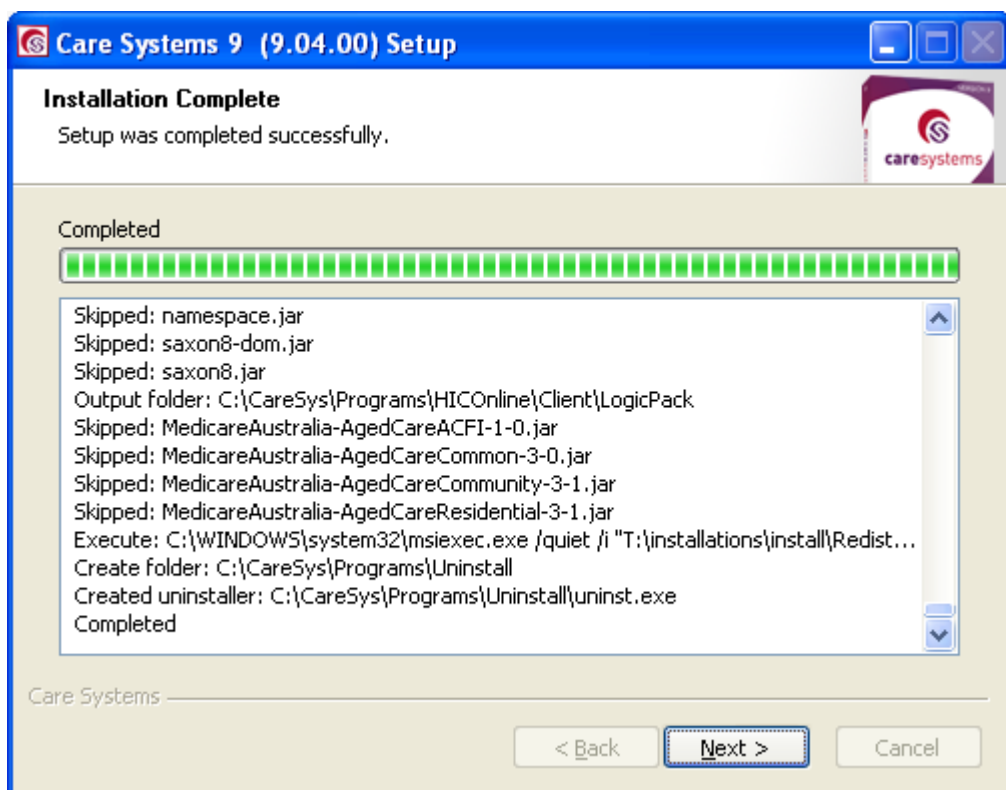 Care Systems 9 (9.04.00) Setup
Installation Complete
Setup was completed successfully.
caresystems
Completed
Skipped: namespace.jar
Skipped: saxon8-dom.jar
Skipped: saxon8.jar
Output folder: C:\CareSys\Programs\HICOnline\Client\LogicPack
Skipped: MedicareAustralia-AgedCareACFI-1-0.jar
Skipped: MedicareAustralia-AgedCareCommon-3-0.jar
Skipped: MedicareAustralia-AgedCareCommunity-3-1.jar
Skipped: MedicareAustralia-AgedCareResidential-3-1.jar
Execute: C:\WINDOWS\system32\msiexec.exe /quiet /i "T:\installations\install\Redist...
Create folder: C:\CareSys\Programs\Uninstall
Created uninstaller: C:\CareSys\Programs\Uninstall\uninst.exe
Completed
Care Systems
< Back
Next >
Cancel